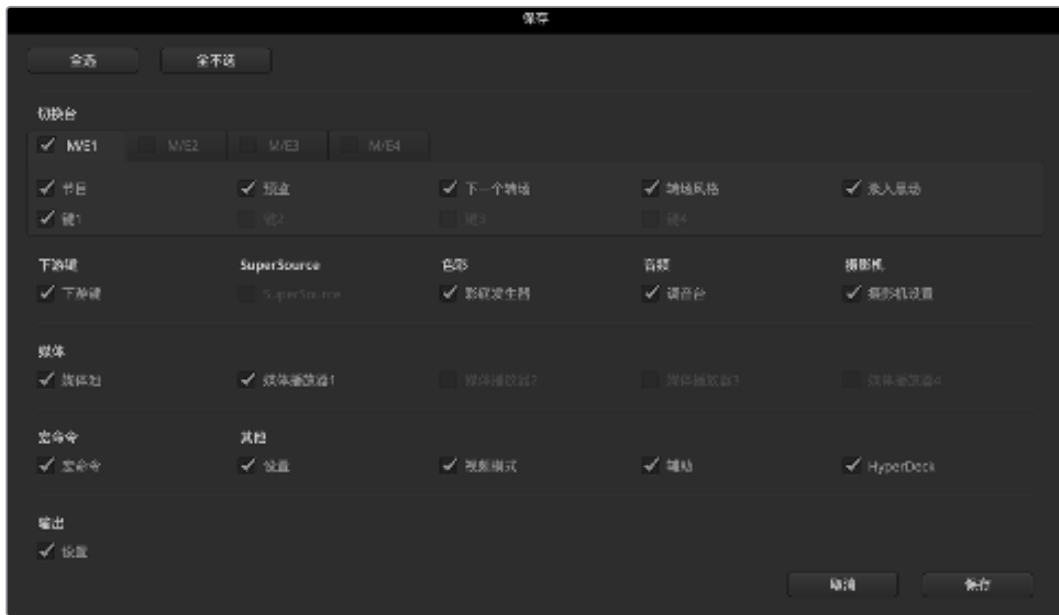 保存
全选 全不选
切换台
M/E1 M/E2 M/E3 M/E4
节目 预监 下一个转场 转场风格 淡入黑场
键1 键2 键3 键4
下游键 SuperSource 色彩 音频 摄影机
下游键 SuperSource 彩底发生器 调音台 摄影机设置
媒体
媒体池 媒体播放器1 媒体播放器2 媒体播放器3 媒体播放器4
宏命令 其他
宏命令 设置 视频模式 辅助 HyperDeck
输出
设置
取消 保存